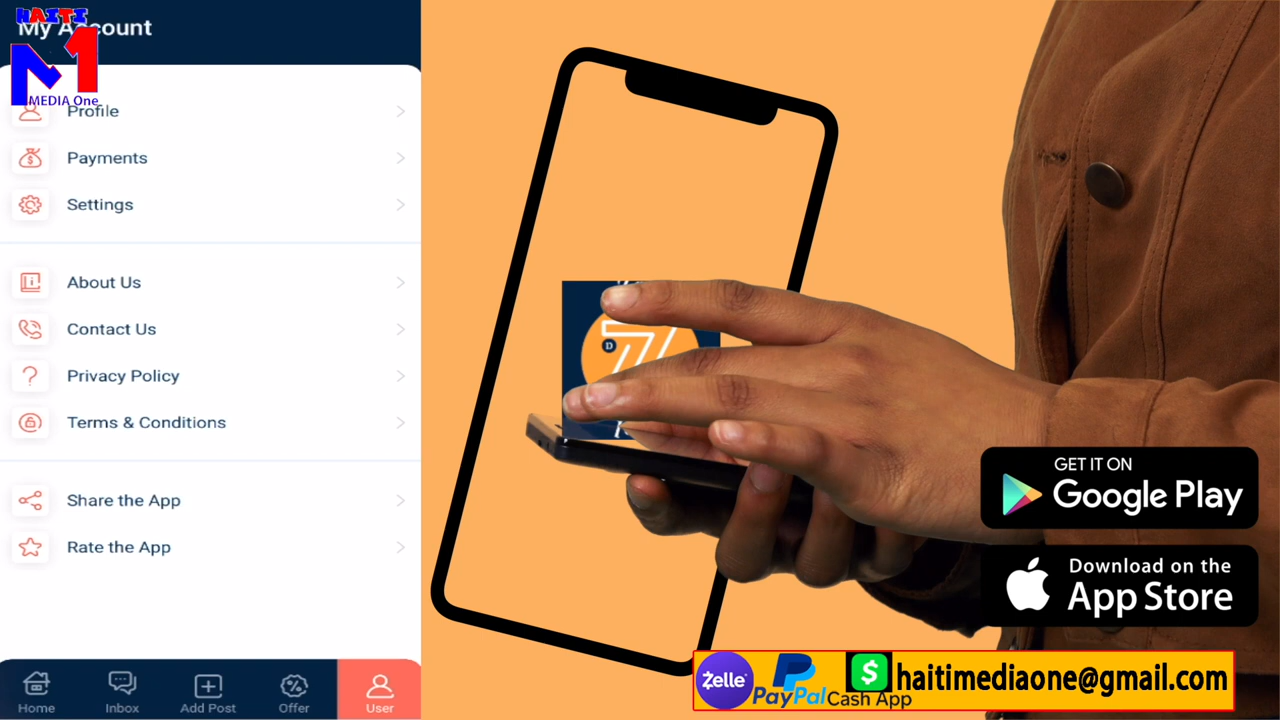 HAITI
My Account
M1
MEDIA One
Profile
Payments
Settings
About Us
Contact Us
Privacy Policy
Terms & Conditions
Share the App
Rate the App
Home
Inbox
Add Post
Offer
User
D
7
GET IT ON
Google Play
Download on the
App Store
Zelle
PayPal
$
Cash App
haitimediaone@gmail.com